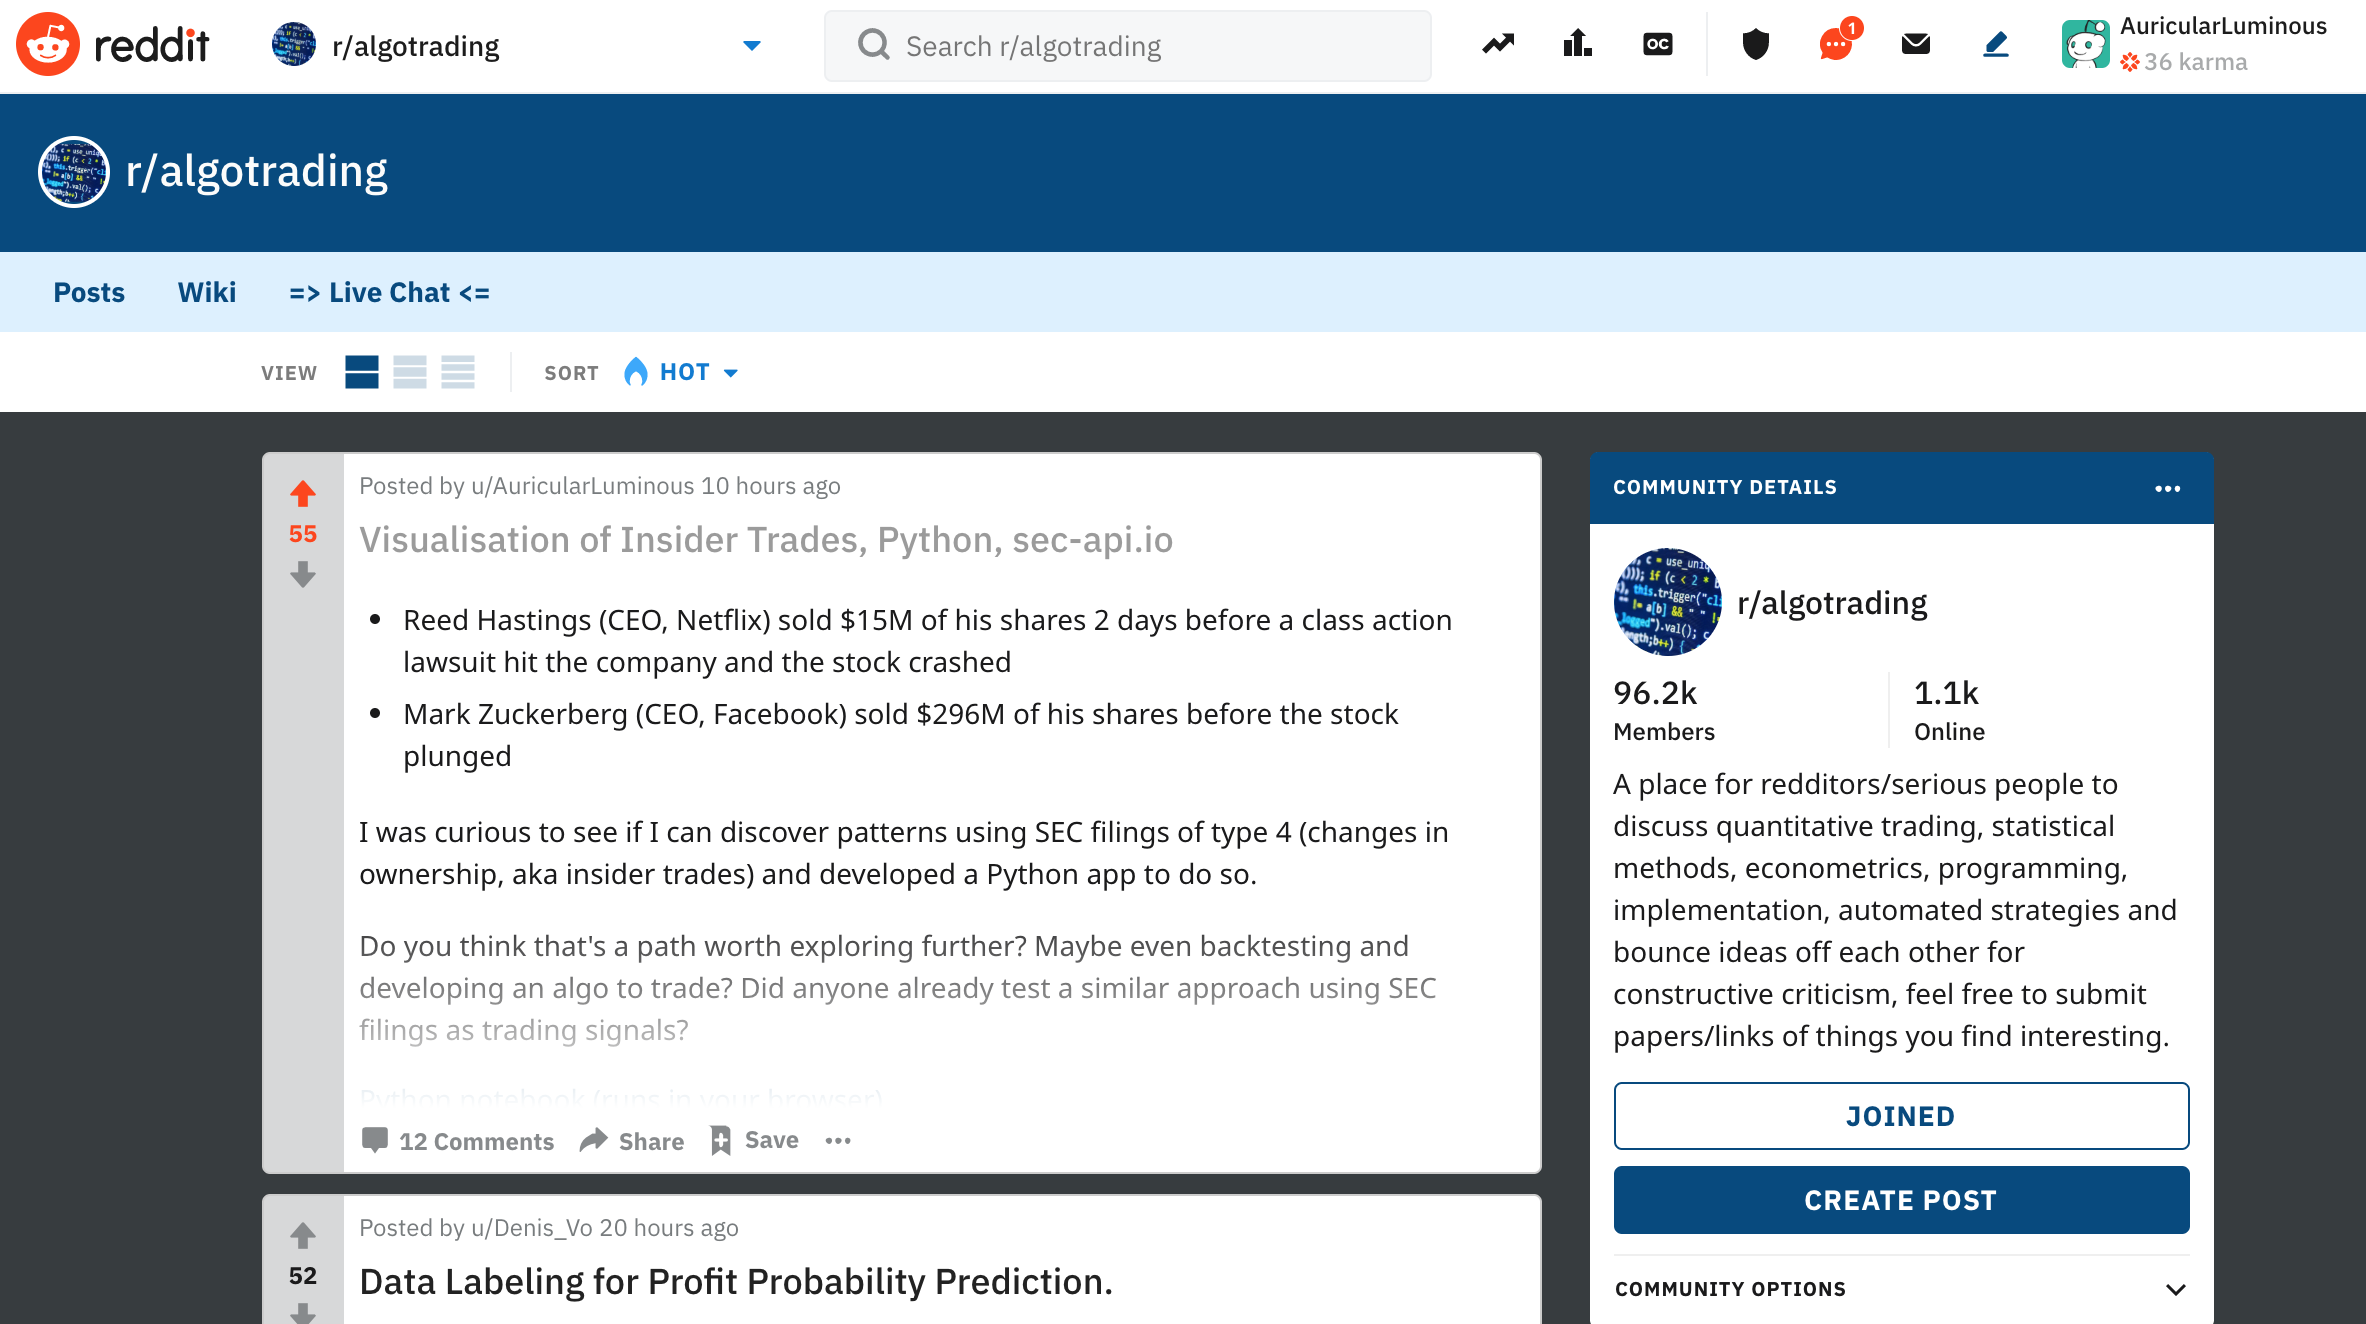 reddit
r/algotrading
Search r/algotrading
OC
1
AuricularLuminous
36 karma
r/algotrading
Posts
Wiki
=> Live Chat <=
VIEW
SORT
HOT
55
Posted by u/AuricularLuminous 10 hours ago
Visualisation of Insider Trades, Python, sec-api.io
• Reed Hastings (CEO, Netflix) sold $15M of his shares 2 days before a class action
lawsuit hit the company and the stock crashed
• Mark Zuckerberg (CEO, Facebook) sold $296M of his shares before the stock
plunged
I was curious to see if I can discover patterns using SEC filings of type 4 (changes in
ownership, aka insider trades) and developed a Python app to do so.
Do you think that's a path worth exploring further? Maybe even backtesting and
developing an algo to trade? Did anyone already test a similar approach using SEC
filings as trading signals?
Python notebook (runs in your browser)
12 Comments
Share
Save
52
Posted by u/Denis_Vo 20 hours ago
Data Labeling for Profit Probability Prediction.
COMMUNITY DETAILS
r/algotrading
96.2k
Members
1.1k
Online
A place for redditors/serious people to
discuss quantitative trading, statistical
methods, econometrics, programming,
implementation, automated strategies and
bounce ideas off each other for
constructive criticism, feel free to submit
papers/links of things you find interesting.
JOINED
CREATE POST
COMMUNITY OPTIONS